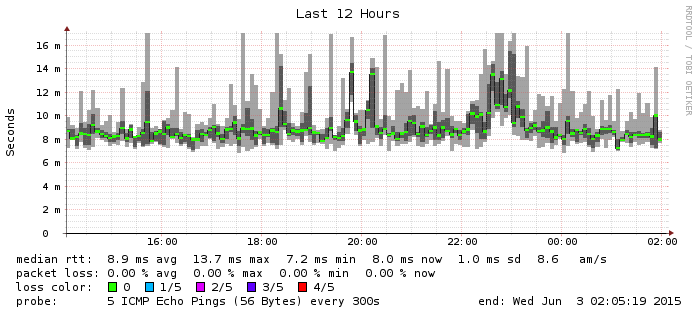 Last 12 Hours
RRDTOOL / TOBI OETIKER
Seconds
16 m
14 m
12 m
10 m
8 m
6 m
4 m
2 m
0
16:00 18:00 20:00 22:00 00:00 02:00
median rtt: 8.9 ms avg 13.7 ms max 7.2 ms min 8.0 ms now 1.0 ms sd 8.6 am/s
packet loss: 0.00 % avg 0.00 % max 0.00 % min 0.00 % now
loss color: 0 1/5 2/5 3/5 4/5
probe: 5 ICMP Echo Pings (56 Bytes) every 300s end: Wed Jun 3 02:05:19 2015